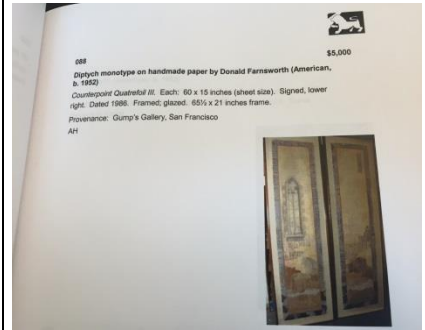 $5,000
088
Diptych monotype on handmade paper by Donald Farnsworth (American,
b. 1952)
Counterpoint Quatrefoil III. Each: 60 x 15 inches (sheet size). Signed, lower
right. Dated 1986. Framed; glazed. 65½ x 21 inches frame.
Provenance: Gump's Gallery, San Francisco
AH